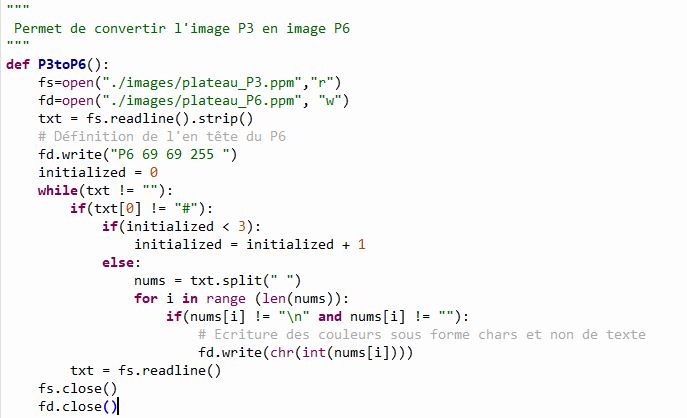 """
 Permet de convertir l'image P3 en image P6
"""
def P3toP6():
    fs=open("./images/plateau_P3.ppm","r")
    fd=open("./images/plateau_P6.ppm", "w")
    txt = fs.readline().strip()
    # Définition de l'en tête du P6
    fd.write("P6 69 69 255 ")
    initialized = 0
    while(txt != ""):
        if(txt[0] != "#"):
            if(initialized < 3):
                initialized = initialized + 1
            else:
                nums = txt.split(" ")
                for i in range (len(nums)):
                    if(nums[i] != "\n" and nums[i] != ""):
                        # Ecriture des couleurs sous forme chars et non de texte
                        fd.write(chr(int(nums[i])))
        txt = fs.readline()
    fs.close()
    fd.close()